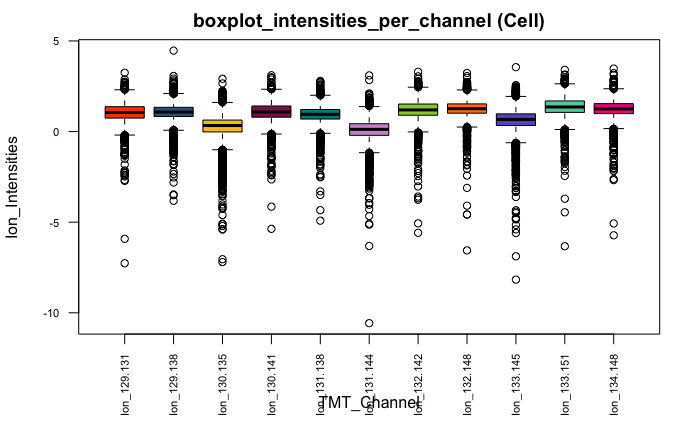 boxplot_intensities_per_channel (Cell)
Ion_Intensities
5
0
-5
-10
Ion_129.131
Ion_129.138
Ion_130.135
Ion_130.141
Ion_131.138
Ion_131.144
Ion_132.142
Ion_132.148
Ion_133.145
Ion_133.151
Ion_134.148
TMT_Channel